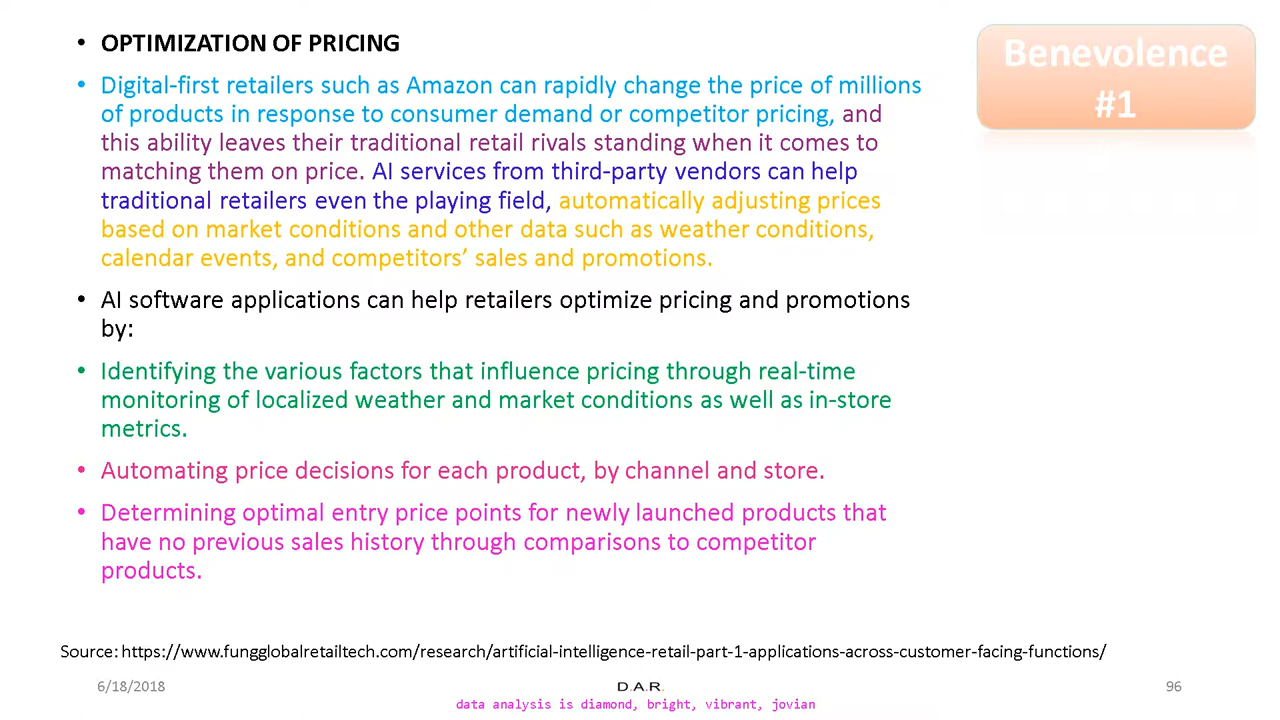 • OPTIMIZATION OF PRICING
• Digital-first retailers such as Amazon can rapidly change the price of millions
of products in response to consumer demand or competitor pricing, and
this ability leaves their traditional retail rivals standing when it comes to
matching them on price. AI services from third-party vendors can help
traditional retailers even the playing field, automatically adjusting prices
based on market conditions and other data such as weather conditions,
calendar events, and competitors’ sales and promotions.
• AI software applications can help retailers optimize pricing and promotions
by:
• Identifying the various factors that influence pricing through real-time
monitoring of localized weather and market conditions as well as in-store
metrics.
• Automating price decisions for each product, by channel and store.
• Determining optimal entry price points for newly launched products that
have no previous sales history through comparisons to competitor
products.
Benevolence
#1
Source: https://www.fungglobalretailtech.com/research/artificial-intelligence-retail-part-1-applications-across-customer-facing-functions/
6/18/2018
D.A.R.
data analysis is diamond, bright, vibrant, jovian
96